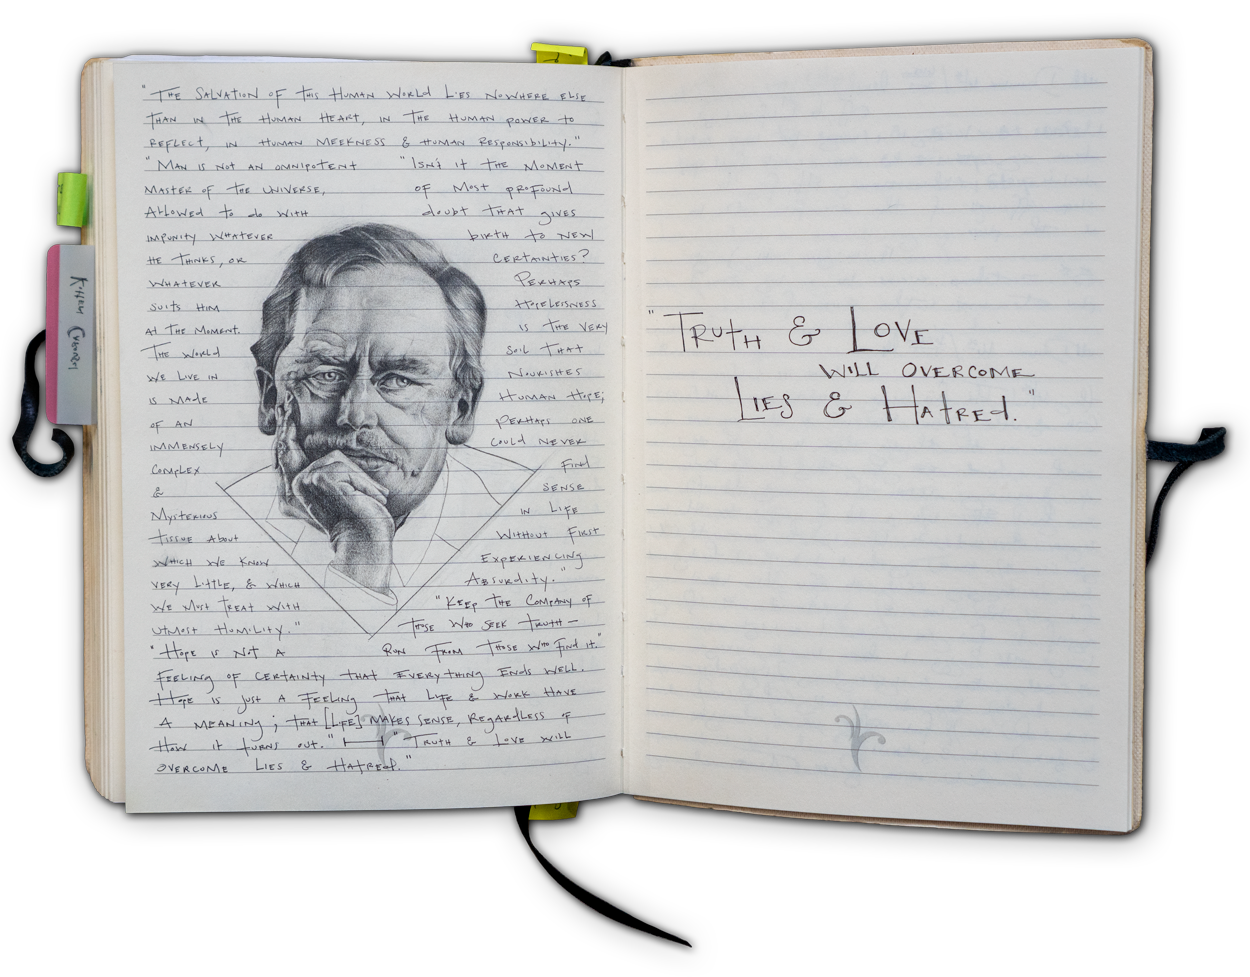 "THE SALVATION OF THIS HUMAN WORLD LIES NOWHERE ELSE
THAN IN THE HUMAN HEART, IN THE HUMAN POWER TO
REFLECT, IN HUMAN MEEKNESS & HUMAN RESPONSIBILITY."
"MAN IS NOT AN OMNIPOTENT
MASTER OF THE UNIVERSE,
ALLOWED TO DO WITH
IMPUNITY WHATEVER
HE THINKS, OR
WHATEVER
SUITS HIM
AT THE MOMENT.
THE WORLD
WE LIVE IN
IS MADE
OF AN
IMMENSELY
COMPLEX
&
MYSTERIOUS
TISSUE ABOUT
WHICH WE KNOW
VERY LITTLE, & WHICH
WE MUST TREAT WITH
UTMOST HUMILITY."
"ISN'T IT THE MOMENT
OF MOST PROFOUND
DOUBT THAT GIVES
BIRTH TO NEW
CERTAINTIES?
PERHAPS
HOPELESSNESS
IS THE VERY
SOIL THAT
NOURISHES
HUMAN HOPE;
PERHAPS ONE
COULD NEVER
FIND
SENSE
IN LIFE
WITHOUT FIRST
EXPERIENCING
ABSURDITY."
"KEEP THE COMPANY OF
THOSE WHO SEEK TRUTH —
RUN FROM THOSE WHO FIND IT."
"HOPE IS NOT A
FEELING OF CERTAINTY THAT EVERYTHING ENDS WELL.
HOPE IS JUST A FEELING THAT LIFE & WORK HAVE
A MEANING; THAT [LIFE] MAKES SENSE, REGARDLESS OF
HOW IT TURNS OUT." — "TRUTH & LOVE WILL
OVERCOME LIES & HATRED."
"TRUTH & LOVE
WILL OVERCOME
LIES & HATRED."